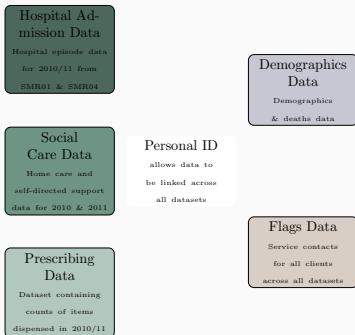 Hospital Ad-
mission Data
Hospital episode data
for 2010/11 from
SMR01 & SMR04
Social
Care Data
Home care and
self-directed support
data for 2010 & 2011
Prescribing
Data
Dataset containing
counts of items
dispensed in 2010/11
Personal ID
allows data to
be linked across
all datasets
Demographics
Data
Demographics
& deaths data
Flags Data
Service contacts
for all clients
across all datasets